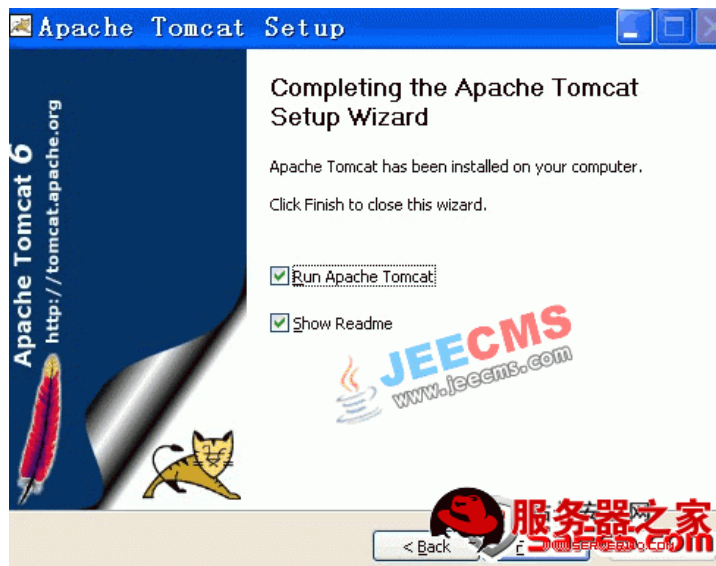 Apache Tomcat Setup
Apache Tomcat 6
http://tomcat.apache.org
Completing the Apache Tomcat
Setup Wizard
Apache Tomcat has been installed on your computer.
Click Finish to close this wizard.
Run Apache Tomcat
Show Readme
JEECMS
www.jeecms.com
服务器之家
< Back